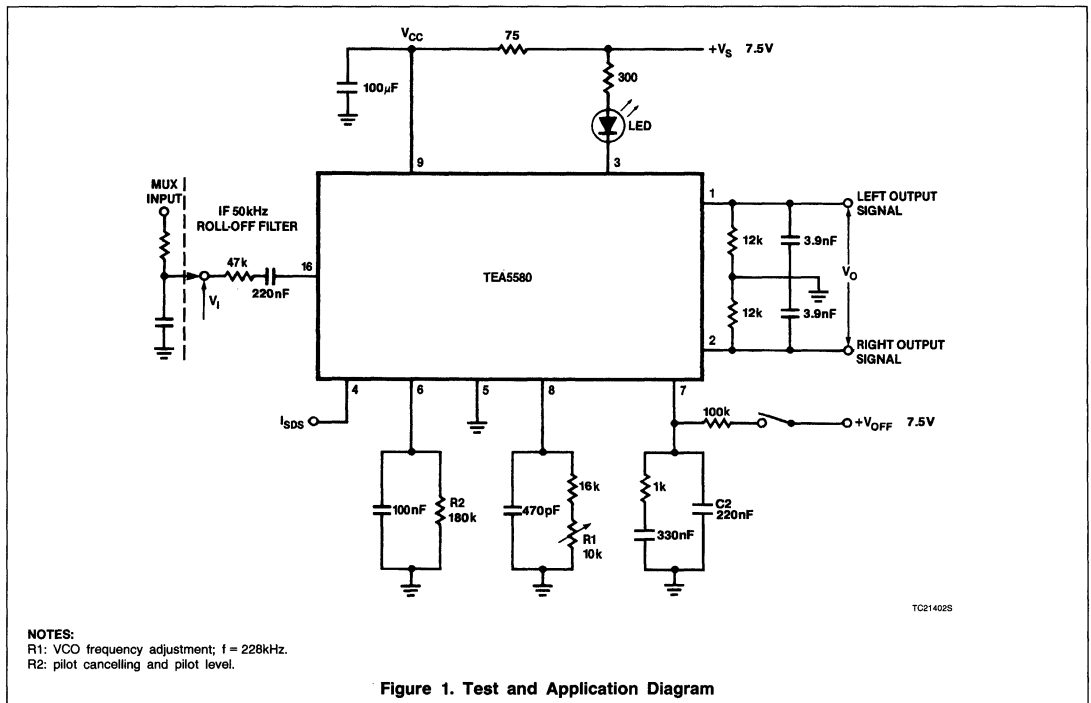 VCC
75
+VS 7.5V
100μF
300
LED
9
3
MUX
INPUT
IF 50kHz
ROLL-OFF FILTER
47k
16
220nF
VI
TEA5580
1
LEFT OUTPUT
SIGNAL
12k
3.9nF
VO
12k
3.9nF
2
RIGHT OUTPUT
SIGNAL
4
6
5
8
7
ISDS
100k
+VOFF 7.5V
100nF
R2
180k
470pF
16k
R1
10k
1k
330nF
C2
220nF
TC21402S
NOTES:
R1: VCO frequency adjustment; f = 228kHz.
R2: pilot cancelling and pilot level.
Figure 1. Test and Application Diagram